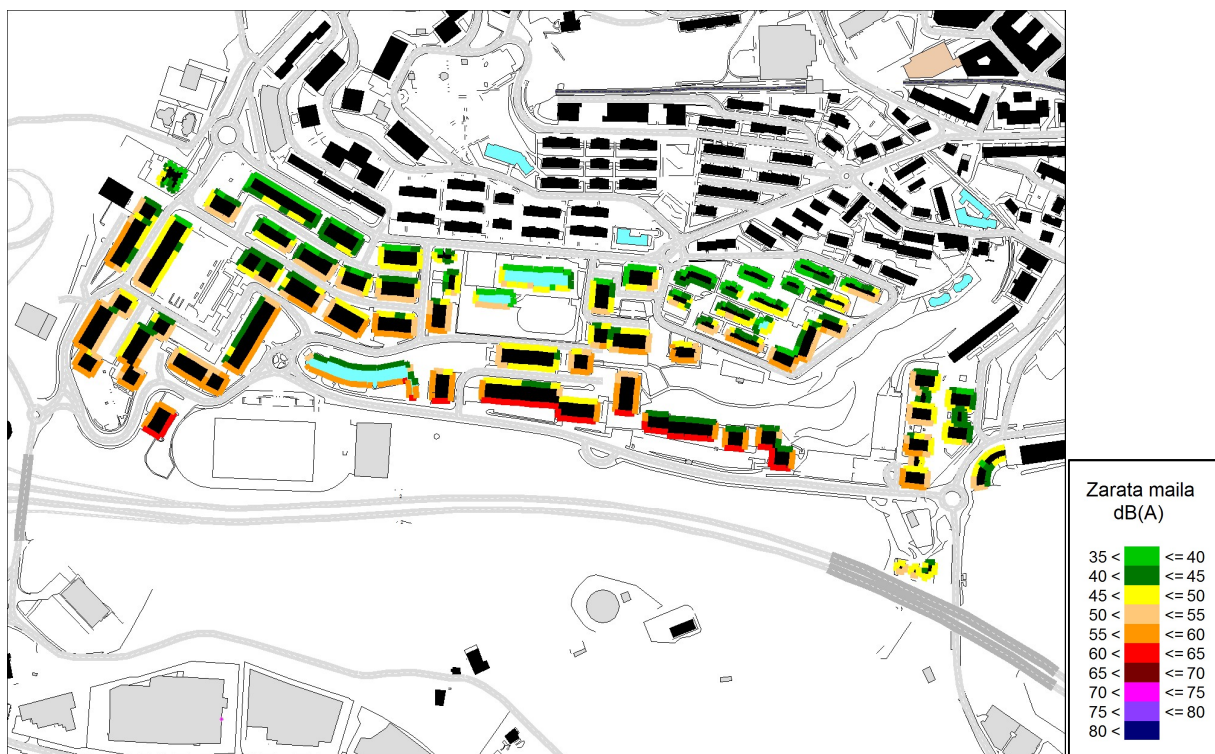 Zarata maila
dB(A)
35 < <= 40
40 < <= 45
45 < <= 50
50 < <= 55
55 < <= 60
60 < <= 65
65 < <= 70
70 < <= 75
75 < <= 80
80 <